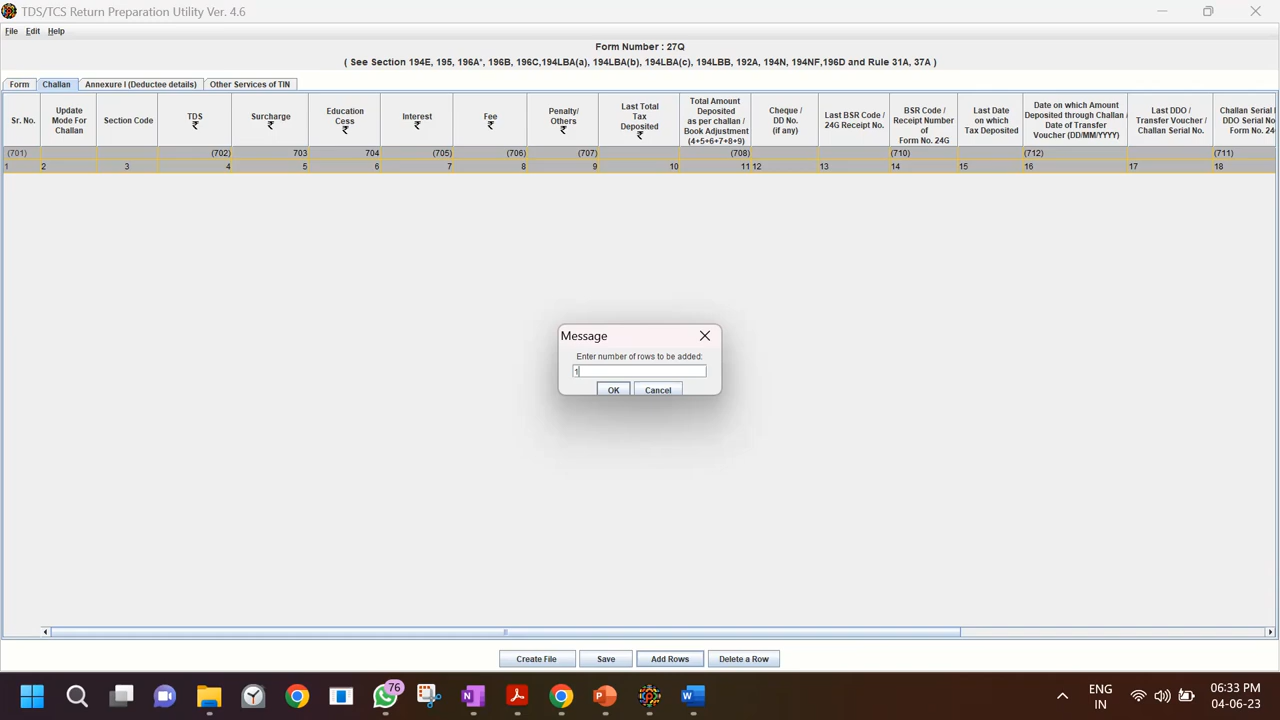 TDS/TCS Return Preparation Utility Ver. 4.6
File Edit Help
Form Number : 27Q
( See Section 194E, 195, 196A*, 196B, 196C,194LBA(a), 194LBA(b), 194LBA(c), 194LBB, 192A, 194N, 194NF,196D and Rule 31A, 37A )
Form Challan Annexure I (Deductee details) Other Services of TIN
Sr. No.
Update
Mode For
Challan
Section Code
TDS
₹
Surcharge
₹
Education
Cess
₹
Interest
₹
Fee
₹
Penalty/
Others
₹
Last Total
Tax
Deposited
₹
Total Amount
Deposited
as per challan /
Book Adjustment
(4+5+6+7+8+9)
Cheque /
DD No.
(if any)
Last BSR Code /
24G Receipt No.
BSR Code /
Receipt Number
of
Form No. 24G
Last Date
on which
Tax Deposited
Date on which Amount
Deposited through Challan /
Date of Transfer
Voucher (DD/MM/YYYY)
Last DDO /
Transfer Voucher /
Challan Serial No.
Challan Serial
DDO Serial No
Form No. 24
(701) (702) 703 704 (705) (706) (707) (708) (710) (712) (711)
1 2 3 4 5 6 7 8 9 10 11 12 13 14 15 16 17 18
Message
Enter number of rows to be added:
1
OK Cancel
Create File Save Add Rows Delete a Row
76
ENG
IN
06:33 PM
04-06-23